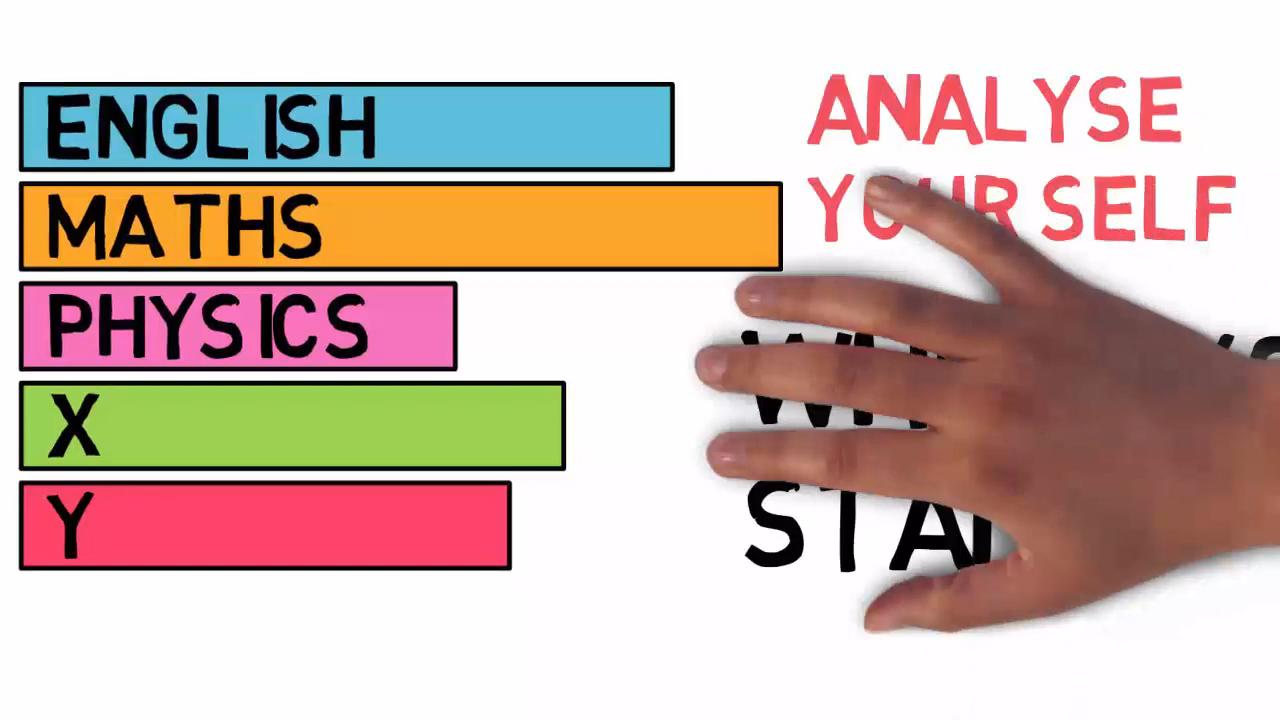 ENGLISH
MATHS
PHYSICS
X
Y
ANALYSE
YOUR SELF